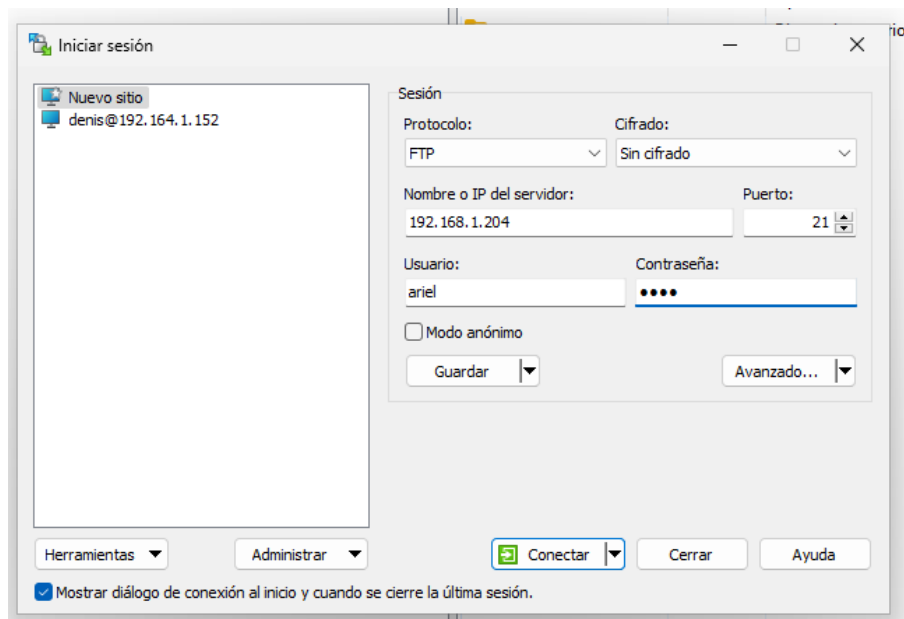 Iniciar sesión
Nuevo sitio
denis@192.164.1.152
Sesión
Protocolo: Cifrado:
FTP Sin cifrado
Nombre o IP del servidor: Puerto:
192.168.1.204 21
Usuario: Contraseña:
ariel ••••
Modo anónimo
Guardar Avanzado...
Herramientas Administrar Conectar Cerrar Ayuda
Mostrar diálogo de conexión al inicio y cuando se cierre la última sesión.